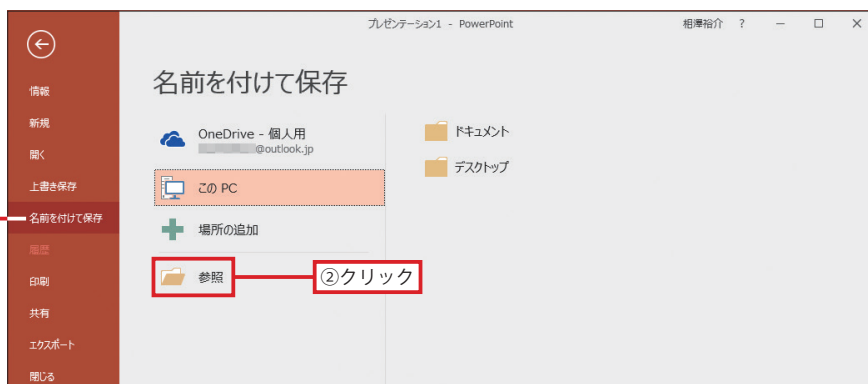 プレゼンテーション1 - PowerPoint
相澤裕介 ?
名前を付けて保存
情報
新規
開く
上書き保存
名前を付けて保存
履歴
印刷
共有
エクスポート
閉じる
OneDrive - 個人用
@outlook.jp
この PC
場所の追加
参照
②クリック
ドキュメント
デスクトップ